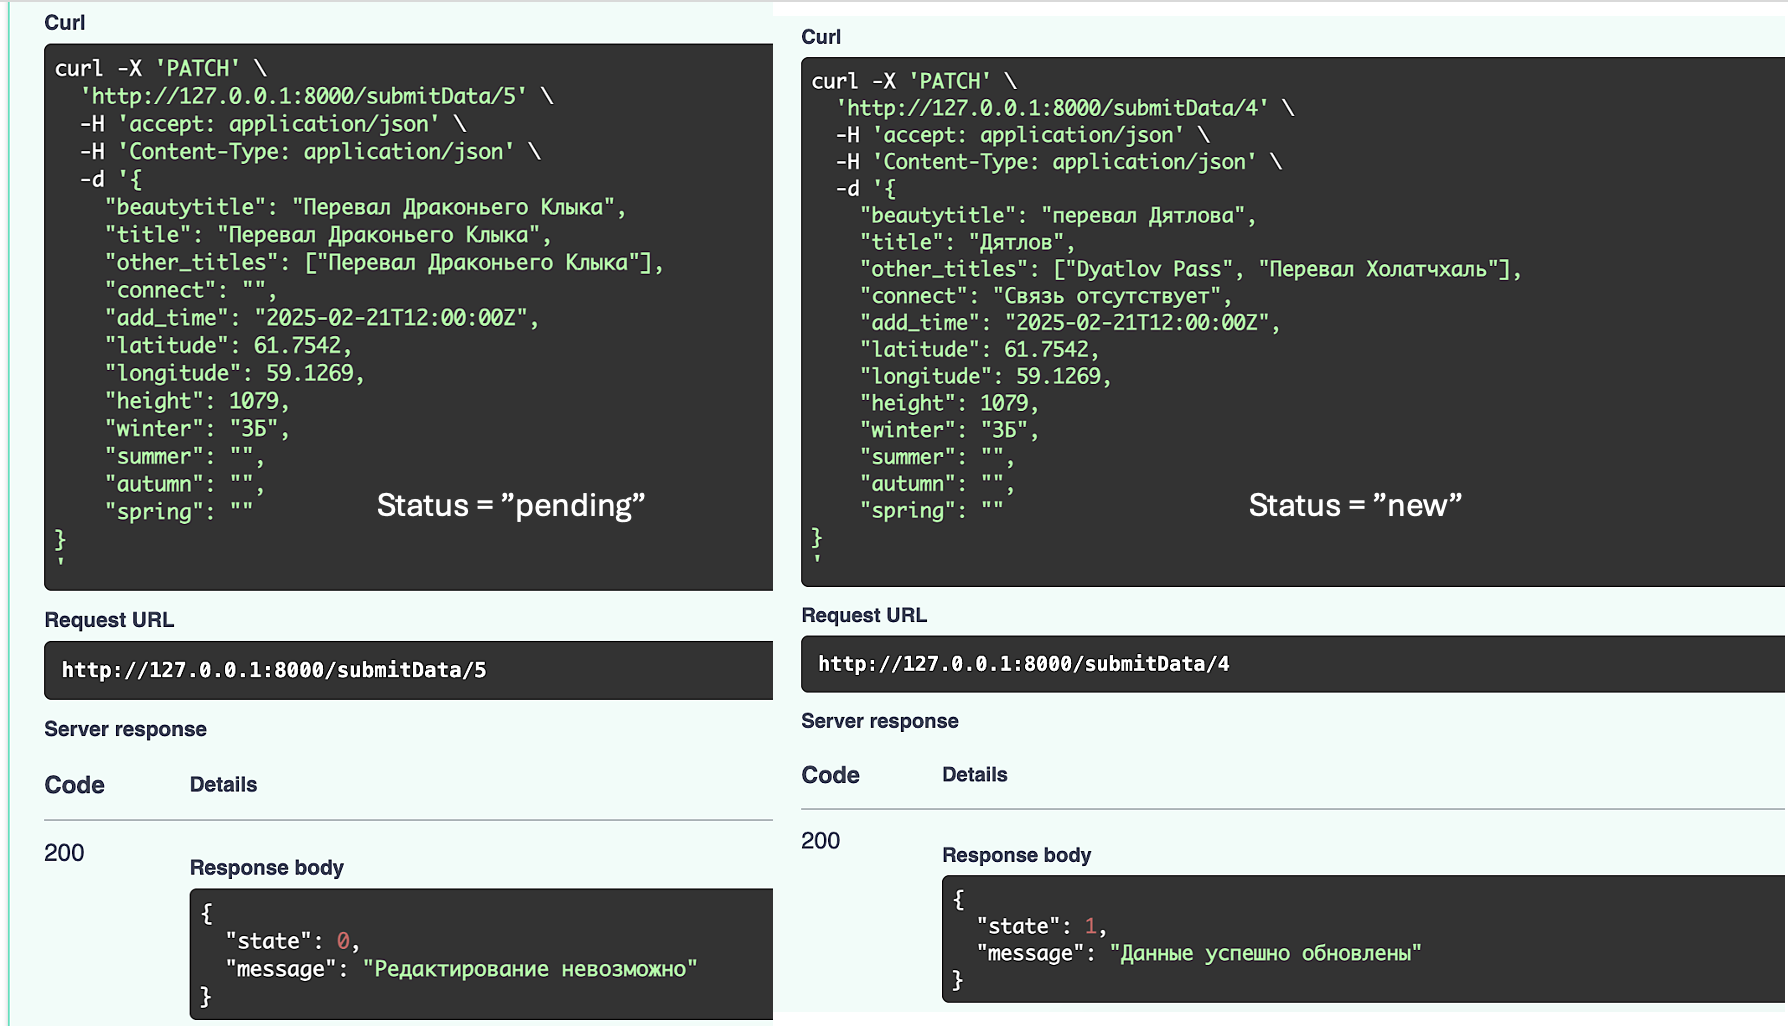 Curl
curl -X 'PATCH' \
'http://127.0.0.1:8000/submitData/5' \
-H 'accept: application/json' \
-H 'Content-Type: application/json' \
-d '{
"beautytitle": "Перевал Драконьего Клыка",
"title": "Перевал Драконьего Клыка",
"other_titles": ["Перевал Драконьего Клыка"],
"connect": "",
"add_time": "2025-02-21T12:00:00Z",
"latitude": 61.7542,
"longitude": 59.1269,
"height": 1079,
"winter": "3Б",
"summer": "",
"autumn": "",
"spring": ""
}
'
Status = ”pending”
Request URL
http://127.0.0.1:8000/submitData/5
Server response
Code Details
200
Response body
{
"state": 0,
"message": "Редактирование невозможно"
}
Curl
curl -X 'PATCH' \
'http://127.0.0.1:8000/submitData/4' \
-H 'accept: application/json' \
-H 'Content-Type: application/json' \
-d '{
"beautytitle": "перевал Дятлова",
"title": "Дятлов",
"other_titles": ["Dyatlov Pass", "Перевал Холатчхаль"],
"connect": "Связь отсутствует",
"add_time": "2025-02-21T12:00:00Z",
"latitude": 61.7542,
"longitude": 59.1269,
"height": 1079,
"winter": "3Б",
"summer": "",
"autumn": "",
"spring": ""
}
'
Status = ”new”
Request URL
http://127.0.0.1:8000/submitData/4
Server response
Code Details
200
Response body
{
"state": 1,
"message": "Данные успешно обновлены"
}